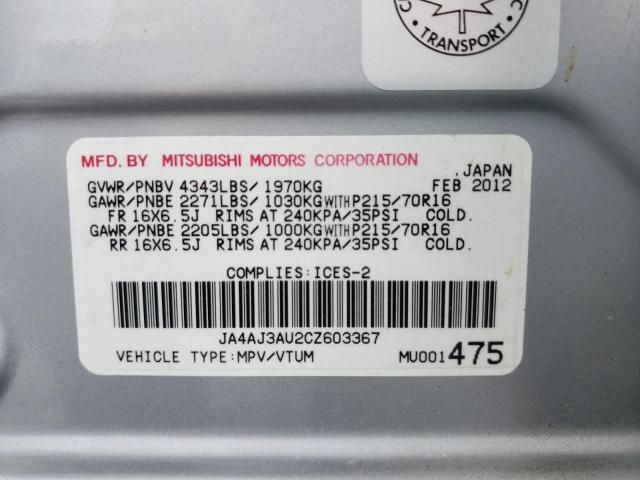 C
C
• TRANSPORT •
MFD. BY MITSUBISHI MOTORS CORPORATION
, JAPAN
GVWR/PNBV 4343LBS/ 1970KG FEB 2012
GAWR/PNBE 2271LBS/ 1030KG WITH P215/70R16
FR 16X6.5J RIMS AT 240KPA/35PSI COLD.
GAWR/PNBE 2205LBS/ 1000KG WITH P215/70R16
RR 16X6.5J RIMS AT 240KPA/35PSI COLD.
COMPLIES:ICES-2
JA4AJ3AU2CZ603367
VEHICLE TYPE:MPV/VTUM MU001475